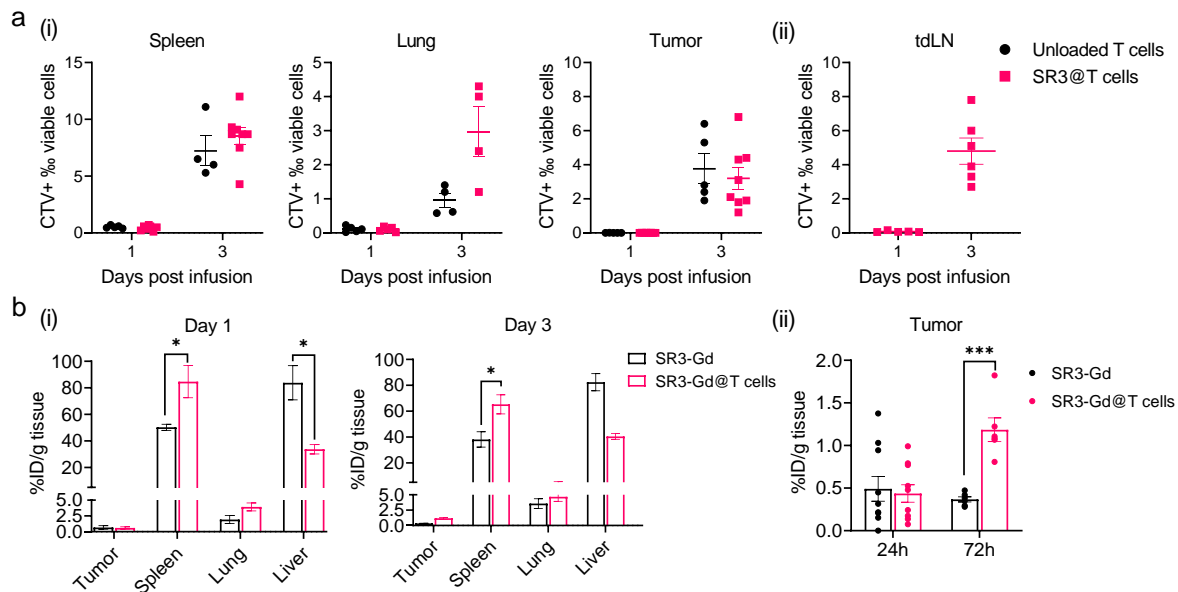 a
(i)
Spleen
Lung
Tumor
(ii)
tdLN
Unloaded T cells
SR3@T cells
CTV+ ‰ viable cells
15
10
5
0
1
3
Days post infusion
CTV+ ‰ viable cells
5
4
3
2
1
0
1
3
Days post infusion
CTV+ ‰ viable cells
10
8
6
4
2
0
1
3
Days post infusion
CTV+ ‰ viable cells
10
8
6
4
2
0
1
3
Days post infusion
b
(i)
Day 1
*
*
%ID/g tissue
100
80
60
40
5.0
2.5
0.0
Tumor
Spleen
Lung
Liver
Day 3
*
SR3-Gd
SR3-Gd@T cells
%ID/g tissue
100
80
60
40
5.0
2.5
0.0
Tumor
Spleen
Lung
Liver
(ii)
Tumor
***
SR3-Gd
SR3-Gd@T cells
%ID/g tissue
2.0
1.5
1.0
0.5
0.0
24h
72h